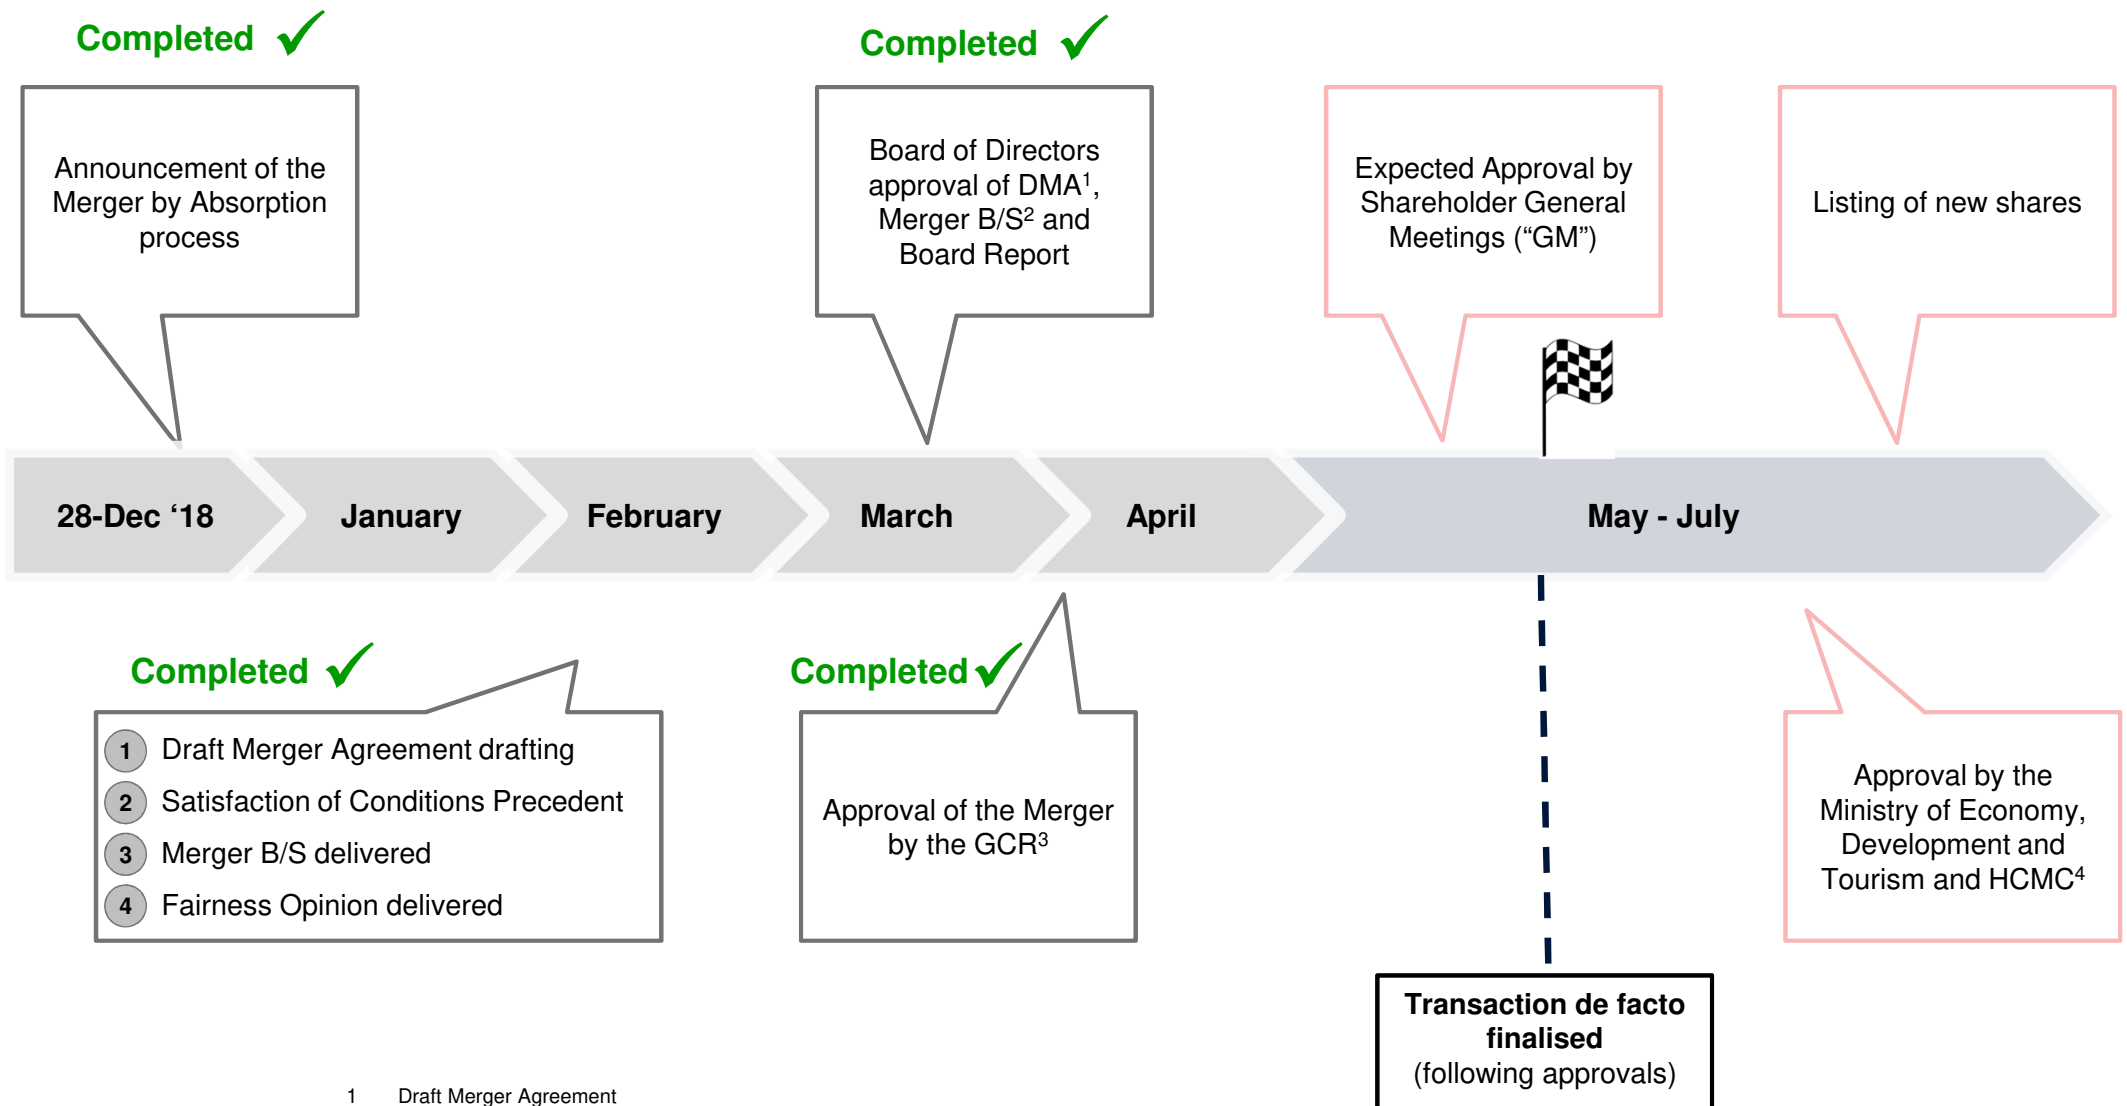 Completed
Completed
Announcement of the
Merger by Absorption
process
Board of Directors
approval of DMA¹,
Merger B/S² and
Board Report
Expected Approval by
Shareholder General
Meetings (“GM”)
Listing of new shares
28-Dec ‘18
January
February
March
April
May - July
Completed
1 Draft Merger Agreement drafting
2 Satisfaction of Conditions Precedent
3 Merger B/S delivered
4 Fairness Opinion delivered
Completed
Approval of the Merger
by the GCR³
Approval by the
Ministry of Economy,
Development and
Tourism and HCMC⁴
Transaction de facto
finalised
(following approvals)
1 Draft Merger Agreement